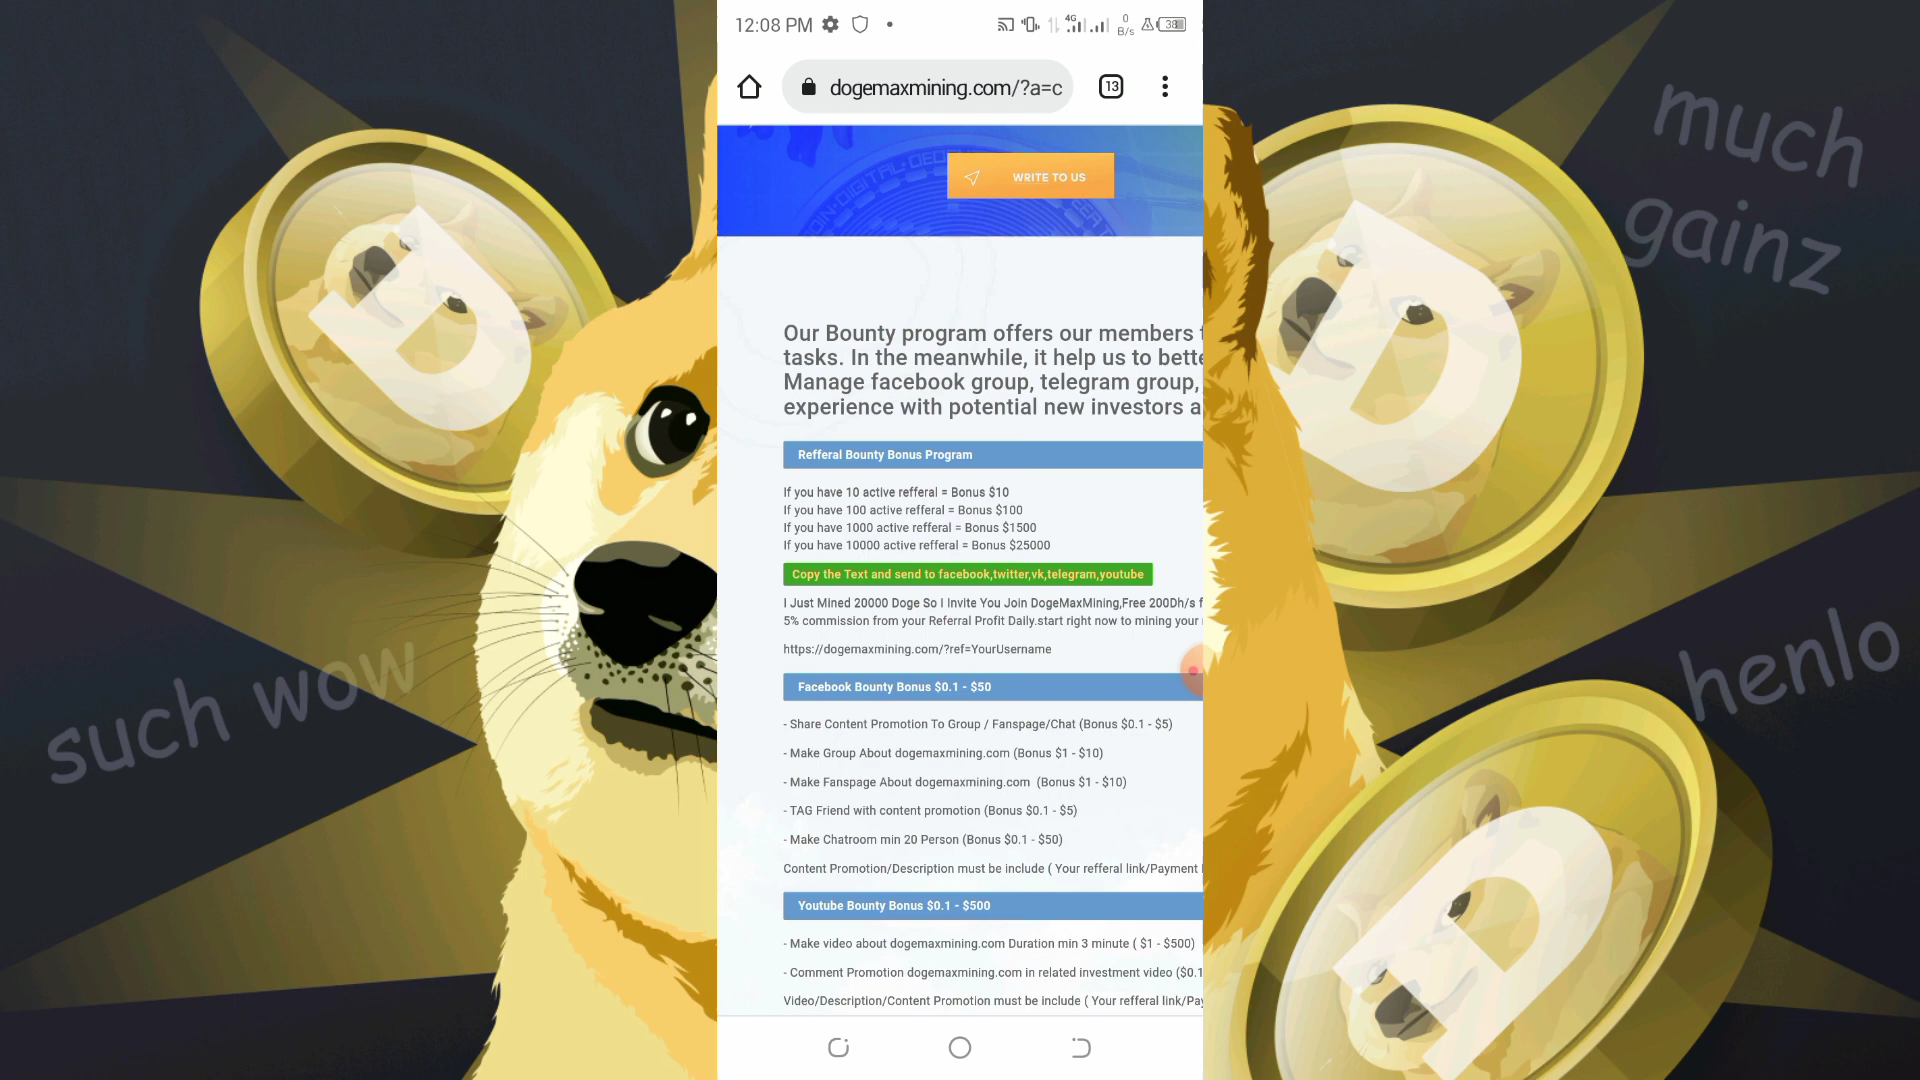 12:08 PM
4G
0
B/s
38
dogemaxmining.com/?a=c
13
WRITE TO US
Our Bounty program offers our members
tasks. In the meanwhile, it help us to bette
Manage facebook group, telegram group,
experience with potential new investors a
Refferal Bounty Bonus Program
If you have 10 active refferal = Bonus $10
If you have 100 active refferal = Bonus $100
If you have 1000 active refferal = Bonus $1500
If you have 10000 active refferal = Bonus $25000
Copy the Text and send to facebook,twitter,vk,telegram,youtube
I Just Mined 20000 Doge So I Invite You Join DogeMaxMining,Free 200Dh/s f
5% commission from your Referral Profit Daily.start right now to mining your
https://dogemaxmining.com/?ref=YourUsername
Facebook Bounty Bonus $0.1 - $50
- Share Content Promotion To Group / Fanspage/Chat (Bonus $0.1 - $5)
- Make Group About dogemaxmining.com (Bonus $1 - $10)
- Make Fanspage About dogemaxmining.com (Bonus $1 - $10)
- TAG Friend with content promotion (Bonus $0.1 - $5)
- Make Chatroom min 20 Person (Bonus $0.1 - $50)
Content Promotion/Description must be include ( Your refferal link/Payment
Youtube Bounty Bonus $0.1 - $500
- Make video about dogemaxmining.com Duration min 3 minute ( $1 - $500)
- Comment Promotion dogemaxmining.com in related investment video ($0.1
Video/Description/Content Promotion must be include ( Your refferal link/Pay
such wow
much
gainz
henlo